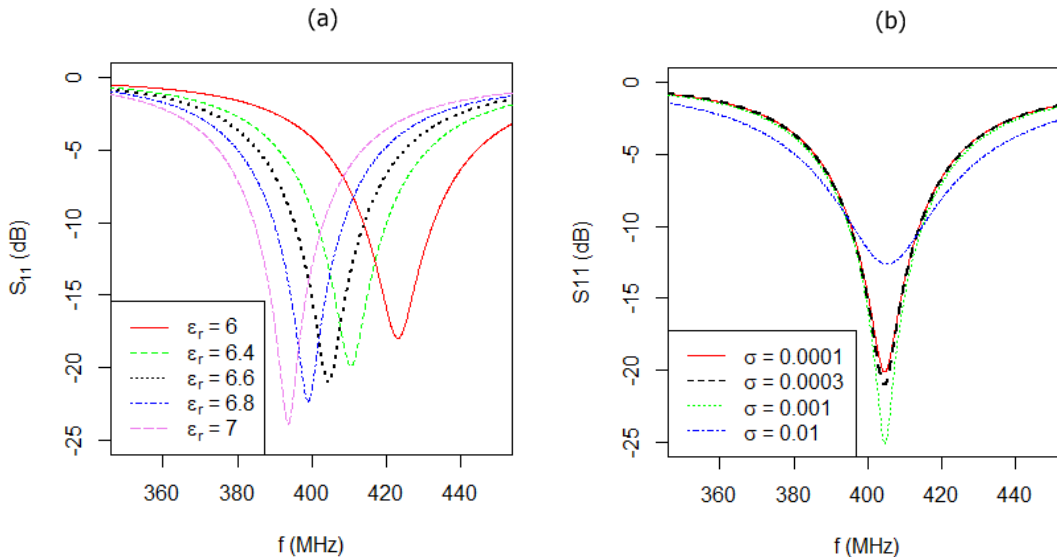 (a)
(b)
0
-5
-10
-15
-20
-25
S11 (dB)
εr = 6
εr = 6.4
εr = 6.6
εr = 6.8
εr = 7
360
380
400
420
440
f (MHz)
0
-5
-10
-15
-20
-25
S11 (dB)
σ = 0.0001
σ = 0.0003
σ = 0.001
σ = 0.01
360
380
400
420
440
f (MHz)